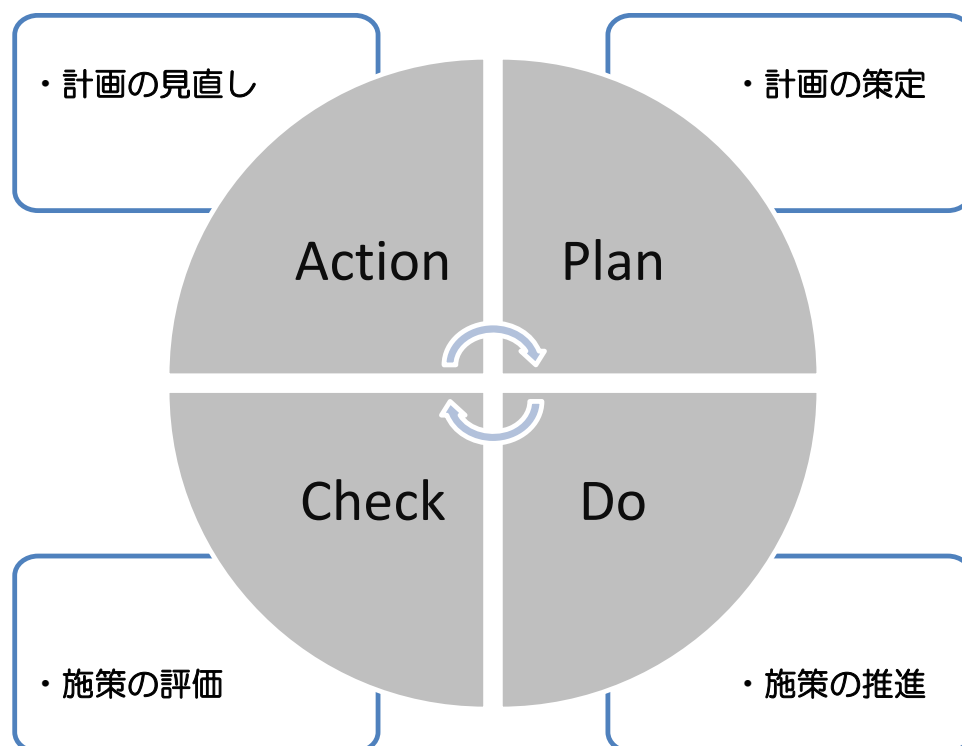 ・計画の見直し
・計画の策定
Action
Plan
Check
Do
・施策の評価
・施策の推進